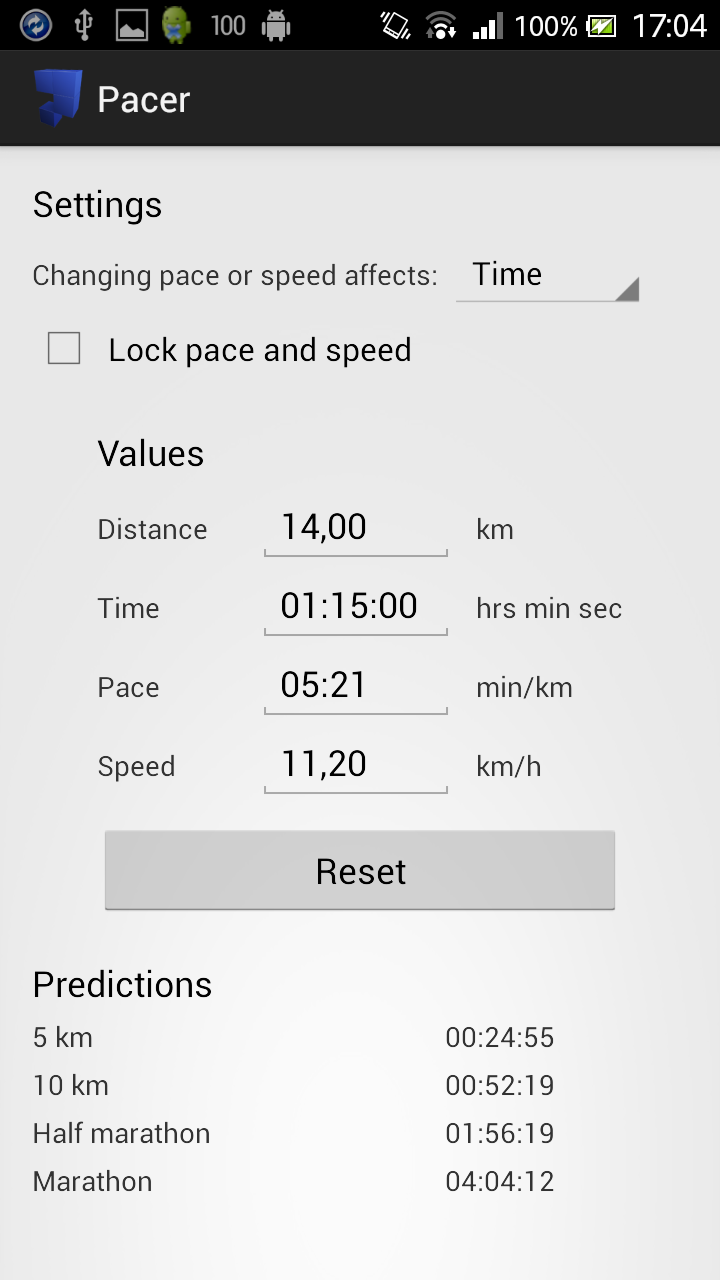 100 100% 17:04
Pacer
Settings
Changing pace or speed affects: Time
Lock pace and speed
Values
Distance 14,00 km
Time 01:15:00 hrs min sec
Pace 05:21 min/km
Speed 11,20 km/h
Reset
Predictions
5 km 00:24:55
10 km 00:52:19
Half marathon 01:56:19
Marathon 04:04:12